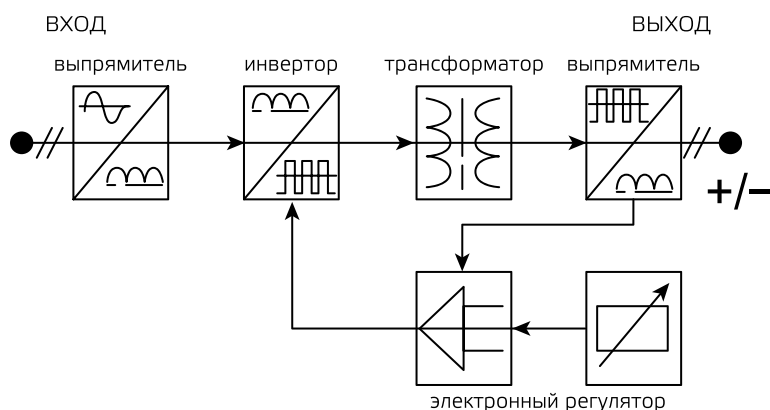 ВХОД
ВЫХОД
выпрямитель
инвертор
трансформатор
выпрямитель
+/−
электронный регулятор